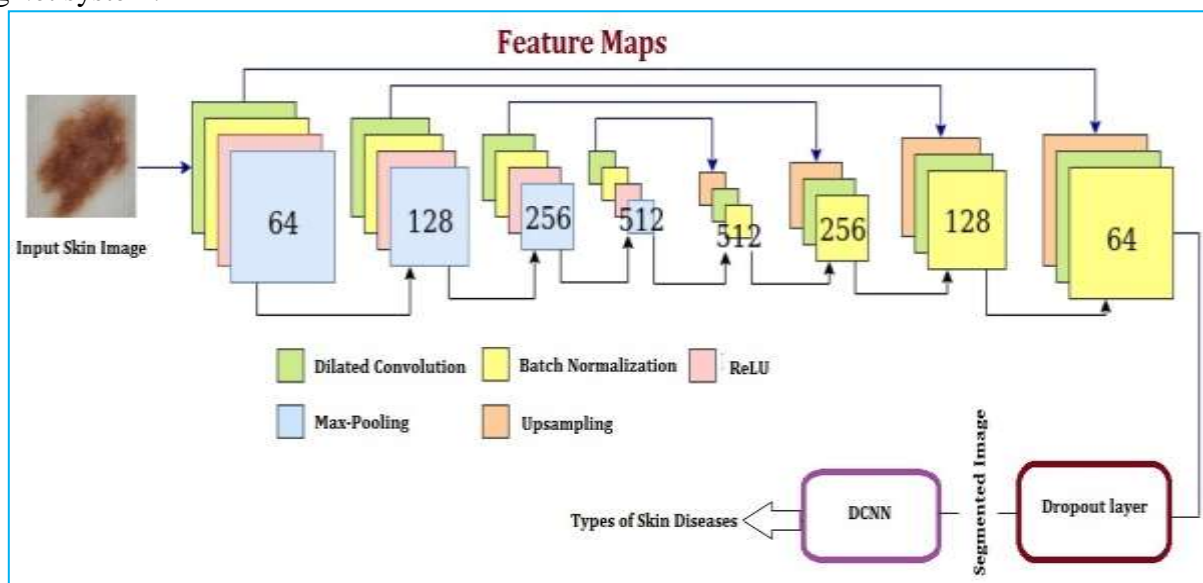 Feature Maps
Input Skin Image
64
128
256
512
512
256
128
64
Dilated Convolution
Batch Normalization
ReLU
Max-Pooling
Upsampling
Types of Skin Diseases
DCNN
Segmented Image
Dropout layer